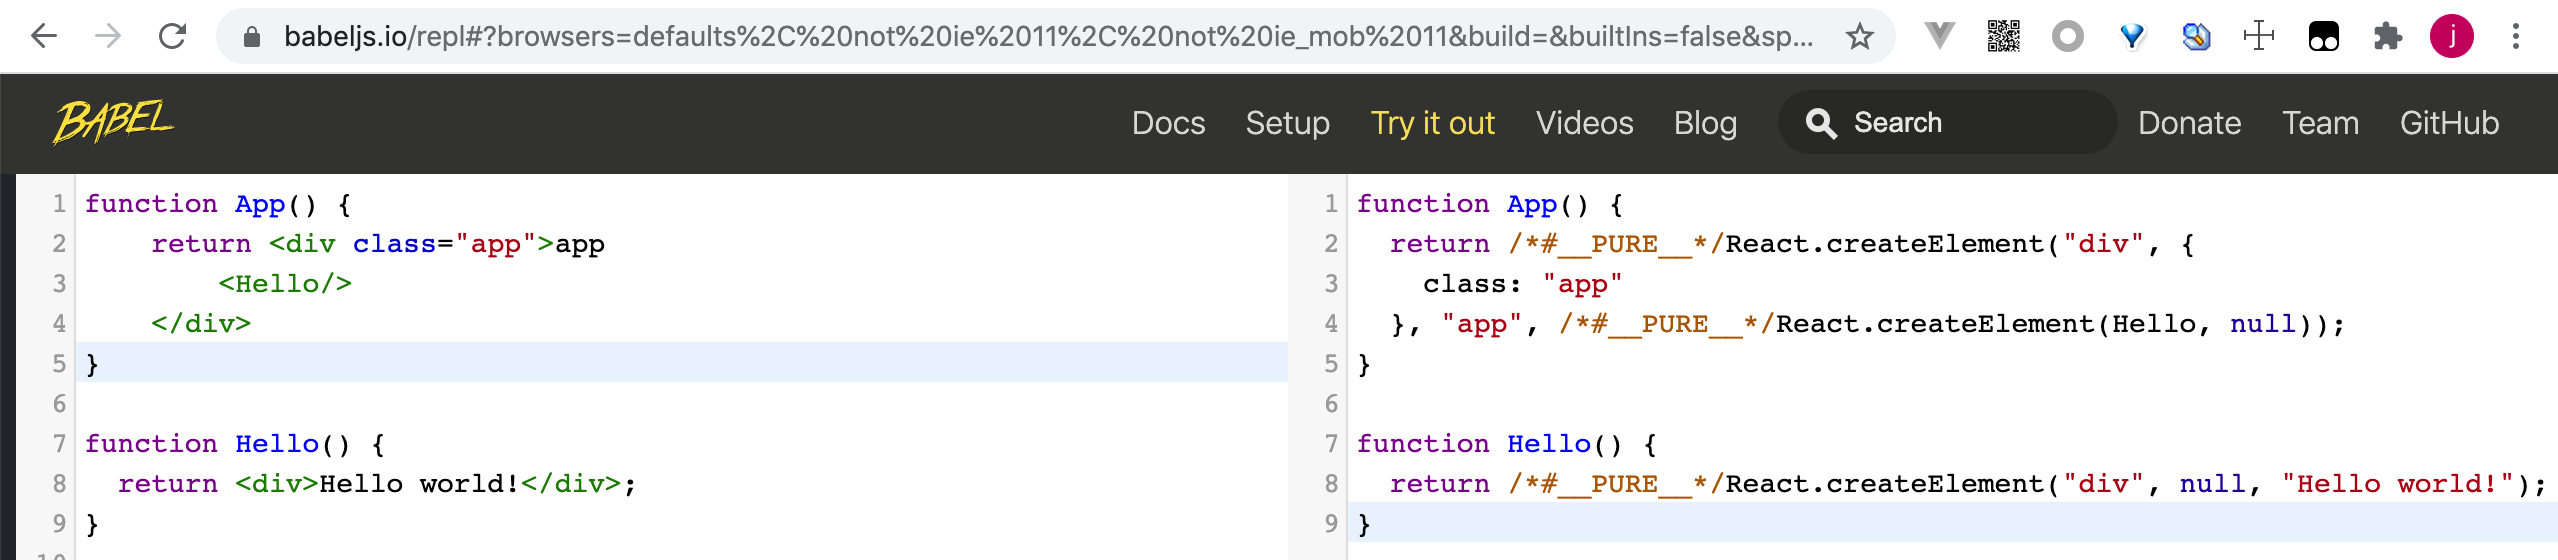 babeljs.io/repl#?browsers=defaults%2C%20not%20ie%2011%2C%20not%20ie_mob%2011&build=&builtIns=false&sp...
j
BABEL
Docs Setup Try it out Videos Blog Search Donate Team GitHub
1 function App() {
2     return <div class="app">app
3         <Hello/>
4     </div>
5 }
6
7 function Hello() {
8   return <div>Hello world!</div>;
9 }
10
1 function App() {
2   return /*#__PURE__*/React.createElement("div", {
3     class: "app"
4   }, "app", /*#__PURE__*/React.createElement(Hello, null));
5 }
6
7 function Hello() {
8   return /*#__PURE__*/React.createElement("div", null, "Hello world!");
9 }